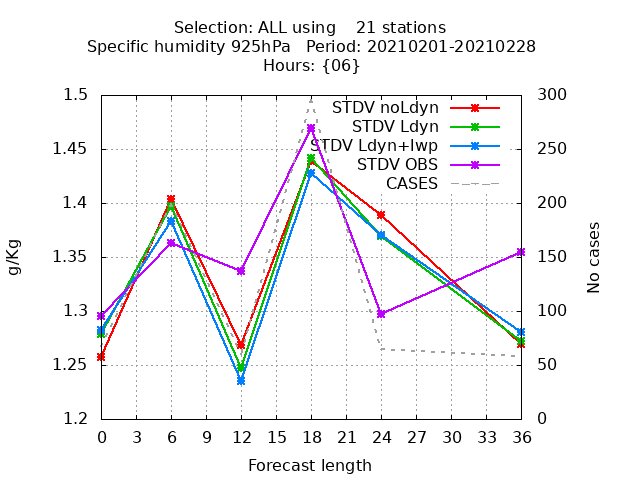 Selection: ALL using    21 stations
Specific humidity 925hPa   Period: 20210201-20210228
Hours: {06}
STDV noLdyn
STDV Ldyn
STDV Ldyn+lwp
STDV OBS
CASES
1.5
1.45
1.4
1.35
1.3
1.25
1.2
g/Kg
300
250
200
150
100
50
0
No cases
0 3 6 9 12 15 18 21 24 27 30 33 36
Forecast length